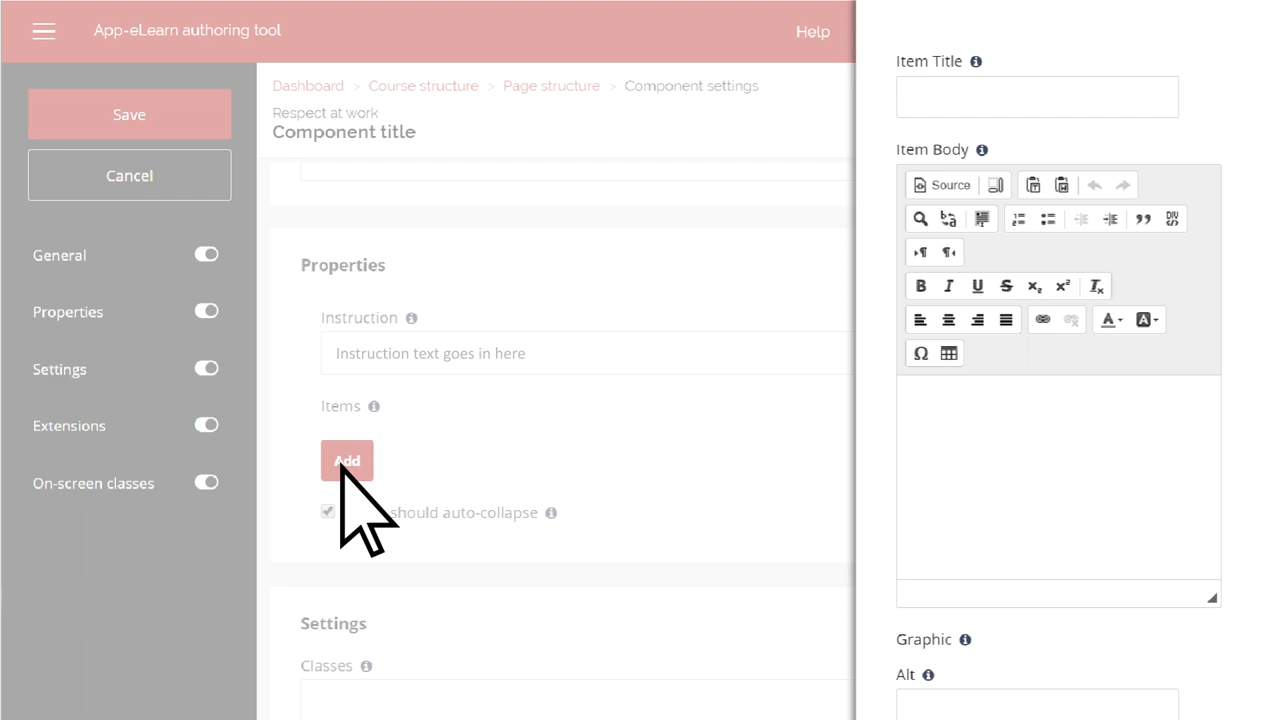 App-eLearn authoring tool
Help
Save
Cancel
General
Properties
Settings
Extensions
On-screen classes
Dashboard > Course structure > Page structure > Component settings
Respect at work
Component title
Properties
Instruction
Instruction text goes in here
Items
Add
should auto-collapse
Settings
Classes
Item Title
Item Body
Source
Graphic
Alt